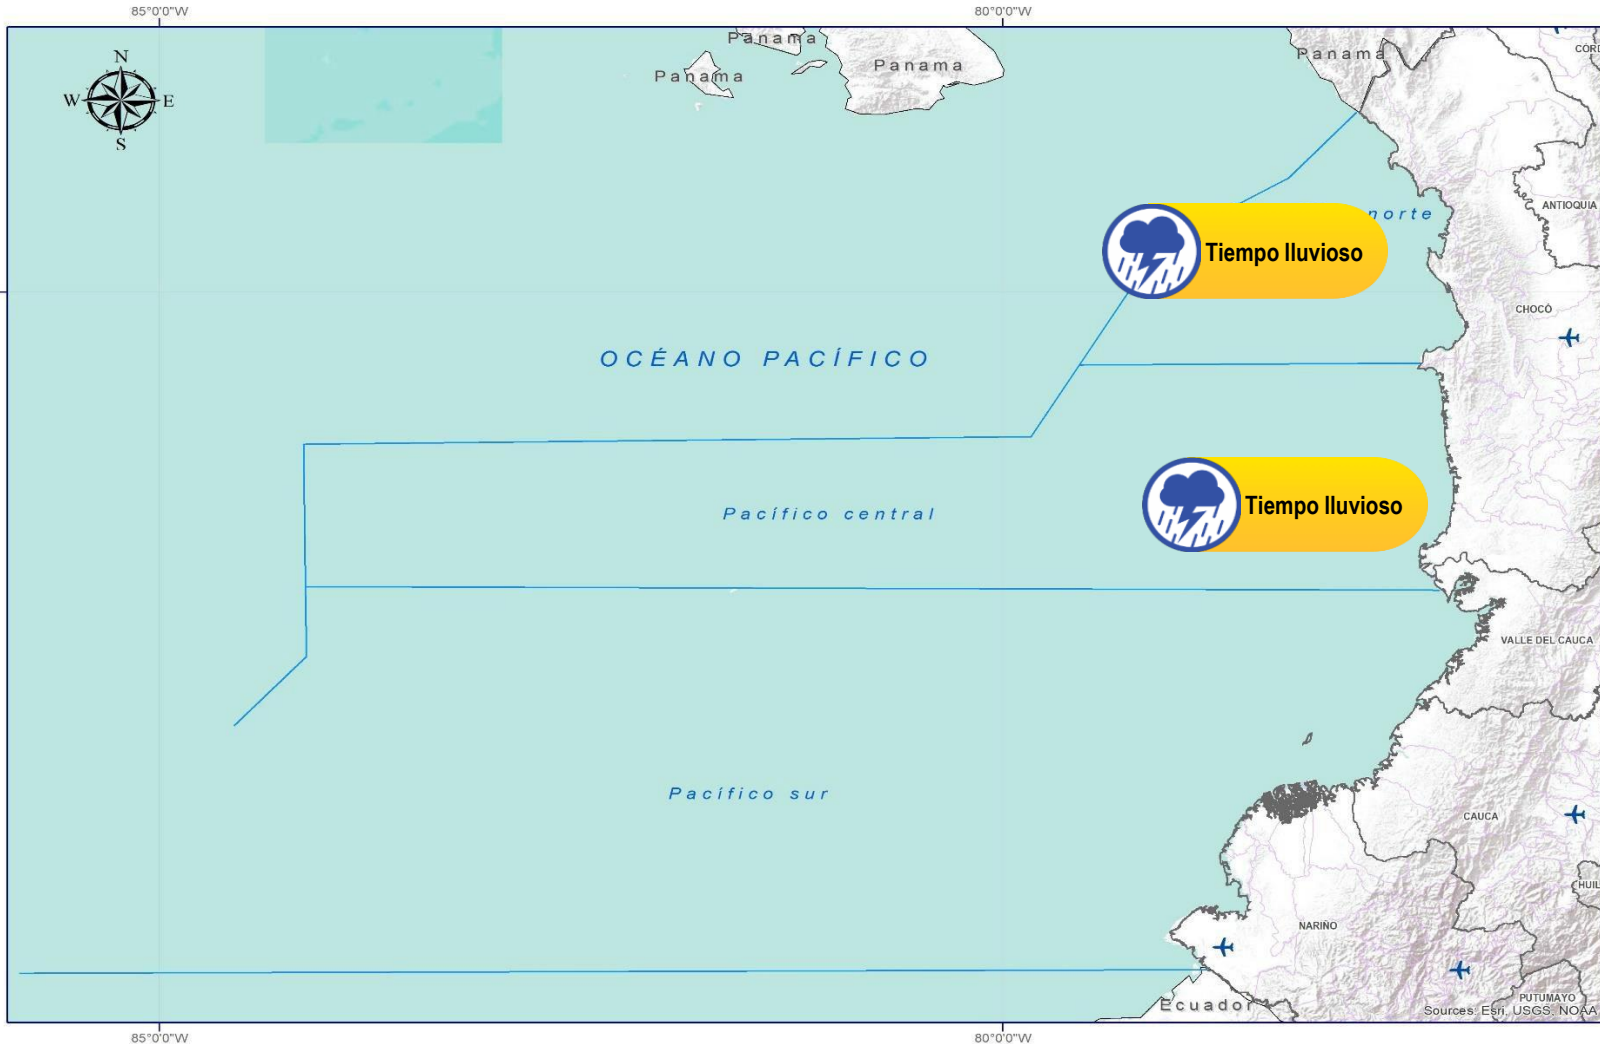 85°0'0"W
80°0'0"W
N
W
E
S
Panama
Panama
Panama
Panama
ANTIOQUIA
norte
Tiempo lluvioso
CHOCÓ
OCÉANO PACÍFICO
Tiempo lluvioso
Pacífico central
VALLE DEL CAUCA
Pacífico sur
CAUCA
HUIL
NARIÑO
PUTUMAYO
Ecuador
Sources: Esri, USGS, NOAA
85°0'0"W
80°0'0"W